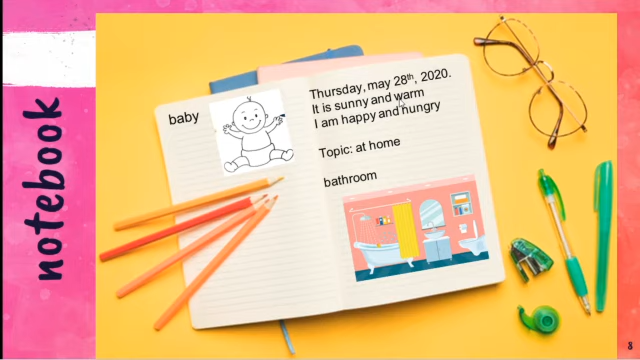 notebook
baby
Thursday, may 28th, 2020.
It is sunny and warm
I am happy and hungry
Topic: at home
bathroom
8